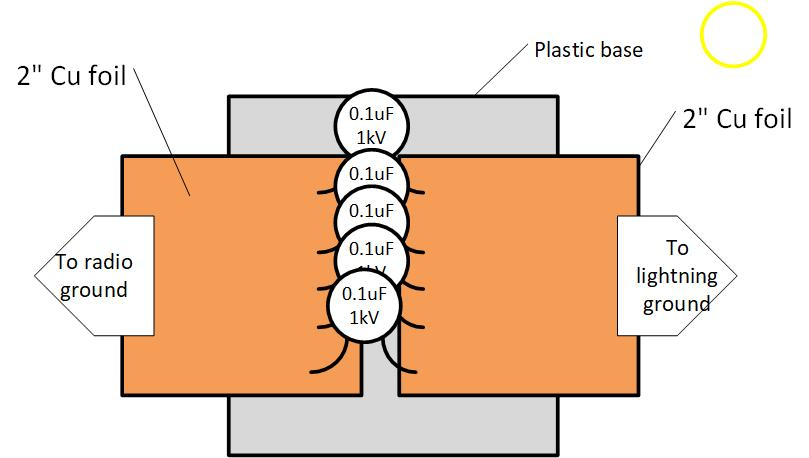 Plastic base
2" Cu foil
2" Cu foil
0.1uF
1kV
0.1uF
0.1uF
0.1uF
0.1uF
1kV
To radio
ground
To
lightning
ground